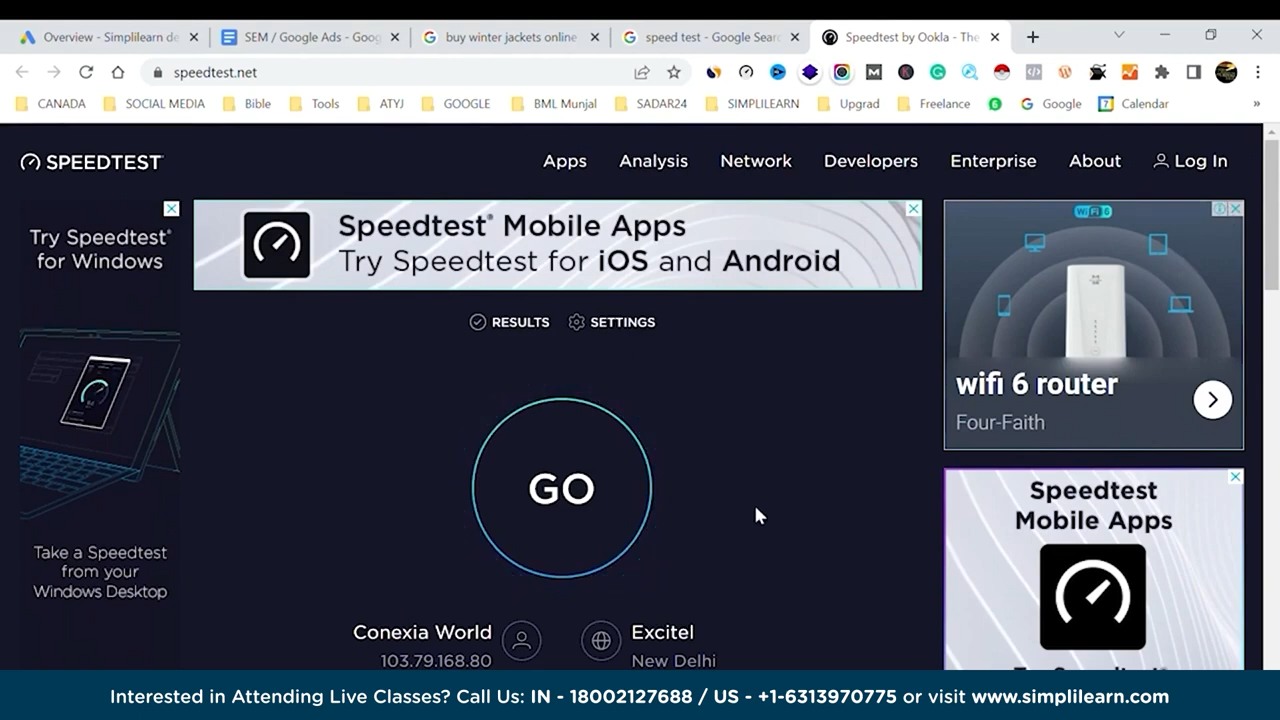 Overview - Simplilearn de
SEM / Google Ads - Goog
buy winter jackets online
speed test - Google Searc
Speedtest by Ookla - The
speedtest.net
CANADA
SOCIAL MEDIA
Bible
Tools
ATYJ
GOOGLE
BML Munjal
SADAR24
SIMPLILEARN
Upgrad
Freelance
Google
Calendar
SPEEDTEST
Apps
Analysis
Network
Developers
Enterprise
About
Log In
Try Speedtest®
for Windows
Take a Speedtest
from your
Windows Desktop
Speedtest® Mobile Apps
Try Speedtest for iOS and Android
RESULTS
SETTINGS
GO
Conexia World
103.79.168.80
Excitel
New Delhi
WiFi 6
wifi 6 router
Four-Faith
Speedtest
Mobile Apps
Interested in Attending Live Classes? Call Us: IN - 18002127688 / US - +1-6313970775 or visit www.simplilearn.com